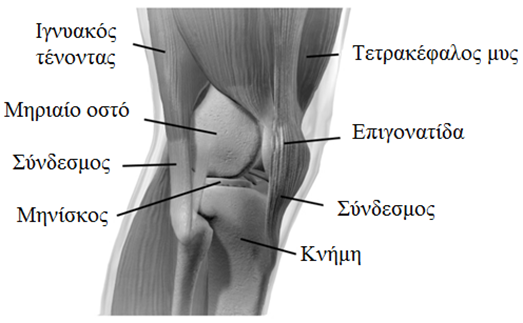 Ιγνυακός
τένοντας
Τετρακέφαλος μυς
Μηριαίο οστό
Επιγονατίδα
Σύνδεσμος
Μηνίσκος
Σύνδεσμος
Κνήμη